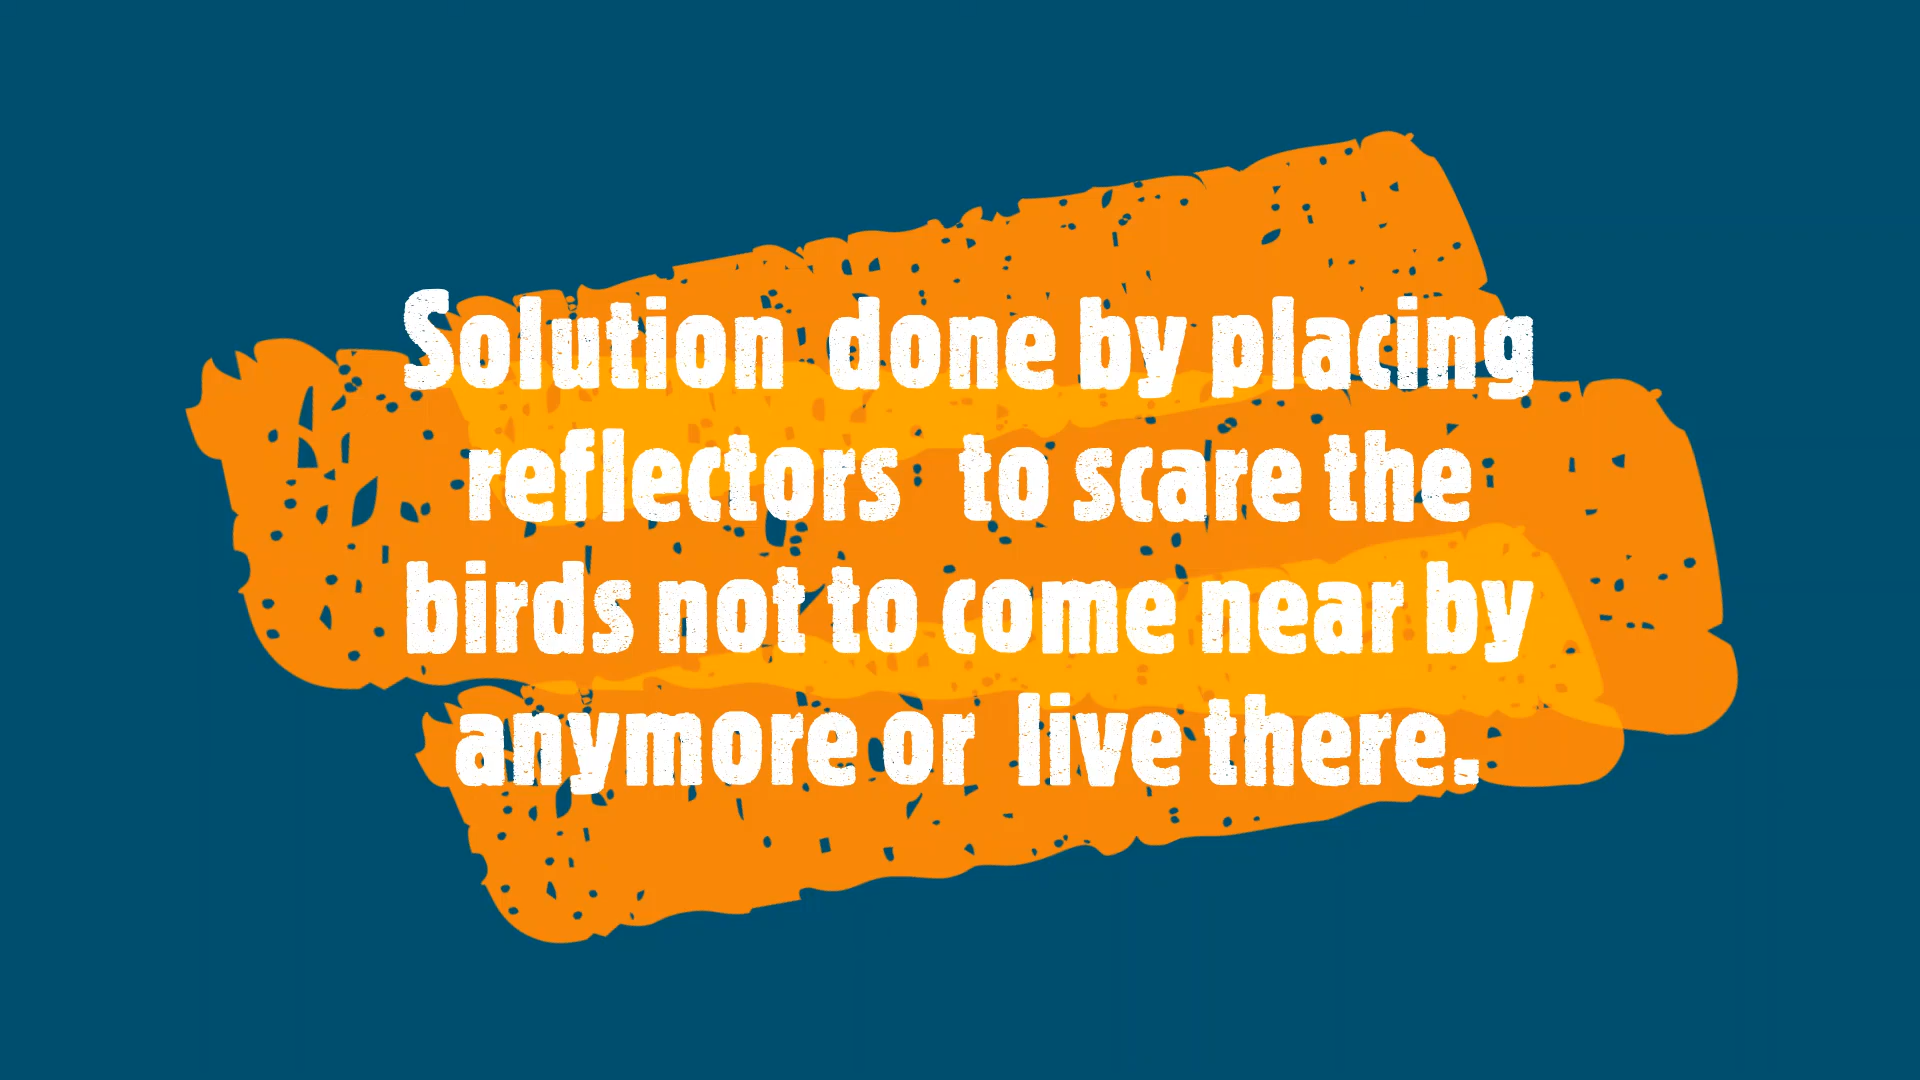 Solution  done by placing
reflectors  to scare the
birds not to come near by
anymore or  live there.